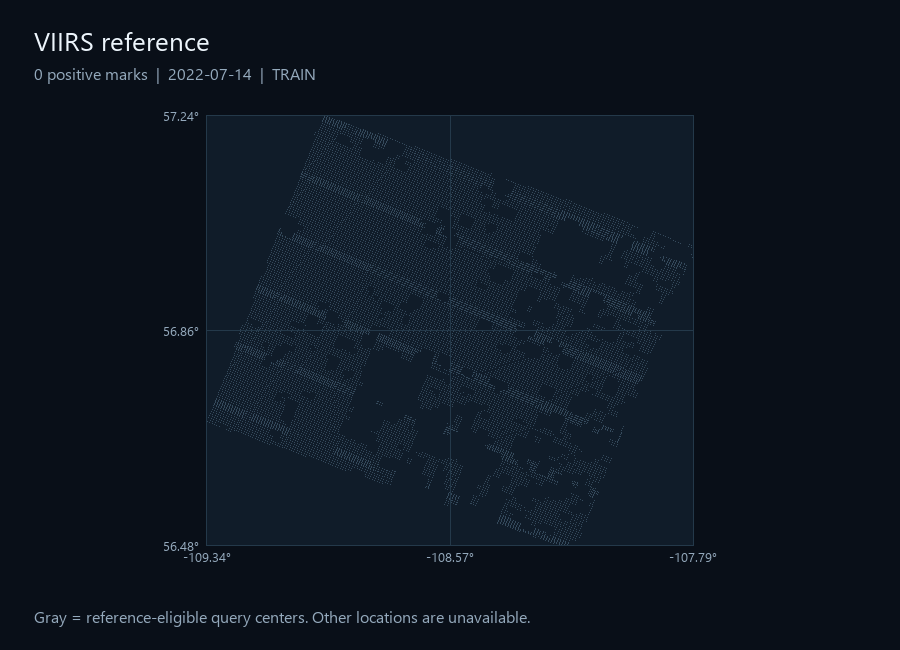 VIIRS reference
0 positive marks | 2022-07-14 | TRAIN
57.24°
56.86°
56.48°
-109.34°
-108.57°
-107.79°
Gray = reference-eligible query centers. Other locations are unavailable.